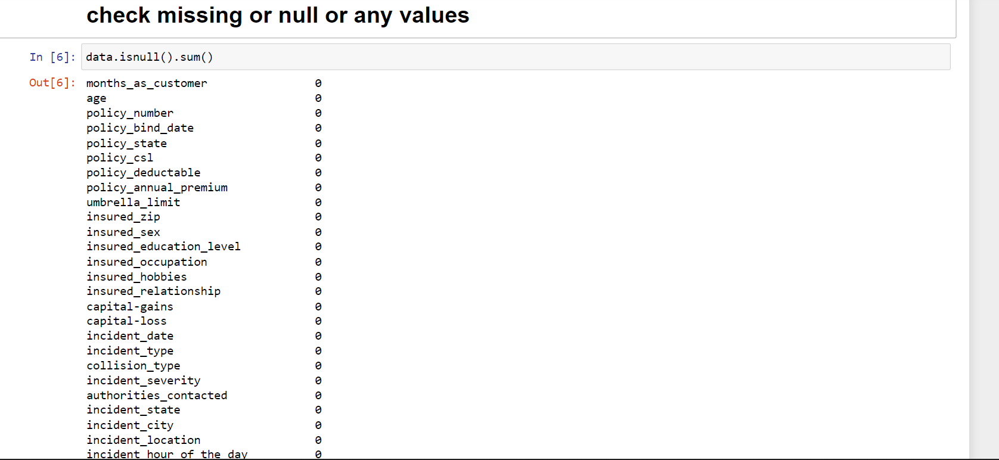 check missing or null or any values
In [6]: data.isnull().sum()
Out[6]: months_as_customer 0
age 0
policy_number 0
policy_bind_date 0
policy_state 0
policy_csl 0
policy_deductable 0
policy_annual_premium 0
umbrella_limit 0
insured_zip 0
insured_sex 0
insured_education_level 0
insured_occupation 0
insured_hobbies 0
insured_relationship 0
capital-gains 0
capital-loss 0
incident_date 0
incident_type 0
collision_type 0
incident_severity 0
authorities_contacted 0
incident_state 0
incident_city 0
incident_location 0
incident_hour_of_the_day 0